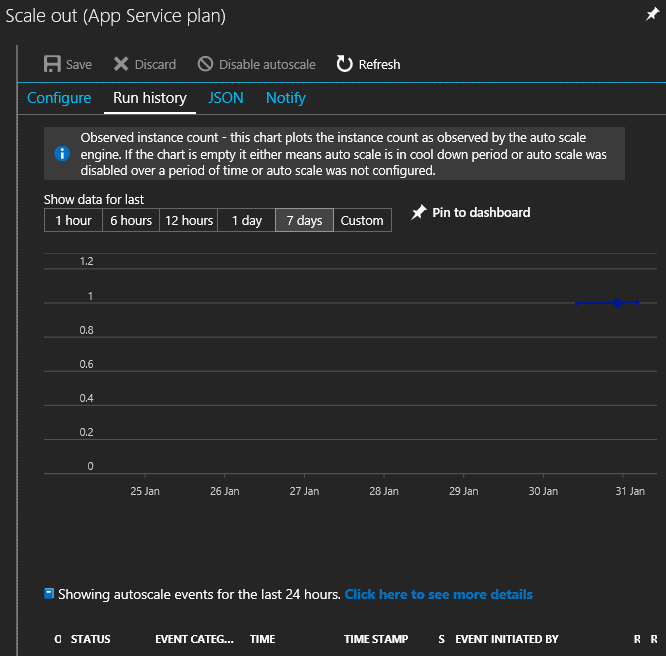 Scale out (App Service plan)
Save Discard Disable autoscale Refresh
Configure Run history JSON Notify
Observed instance count - this chart plots the instance count as observed by the auto scale
engine. If the chart is empty it either means auto scale is in cool down period or auto scale was
disabled over a period of time or auto scale was not configured.
Show data for last
1 hour 6 hours 12 hours 1 day 7 days Custom Pin to dashboard
1.2
1
0.8
0.6
0.4
0.2
0
25 Jan 26 Jan 27 Jan 28 Jan 29 Jan 30 Jan 31 Jan
Showing autoscale events for the last 24 hours. Click here to see more details
O STATUS EVENT CATEG... TIME TIME STAMP S EVENT INITIATED BY R R